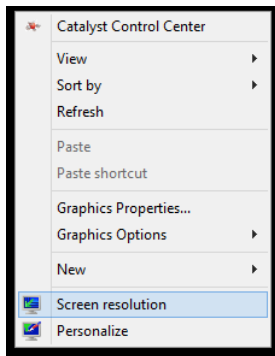 Catalyst Control Center
View
Sort by
Refresh
Paste
Paste shortcut
Graphics Properties...
Graphics Options
New
Screen resolution
Personalize